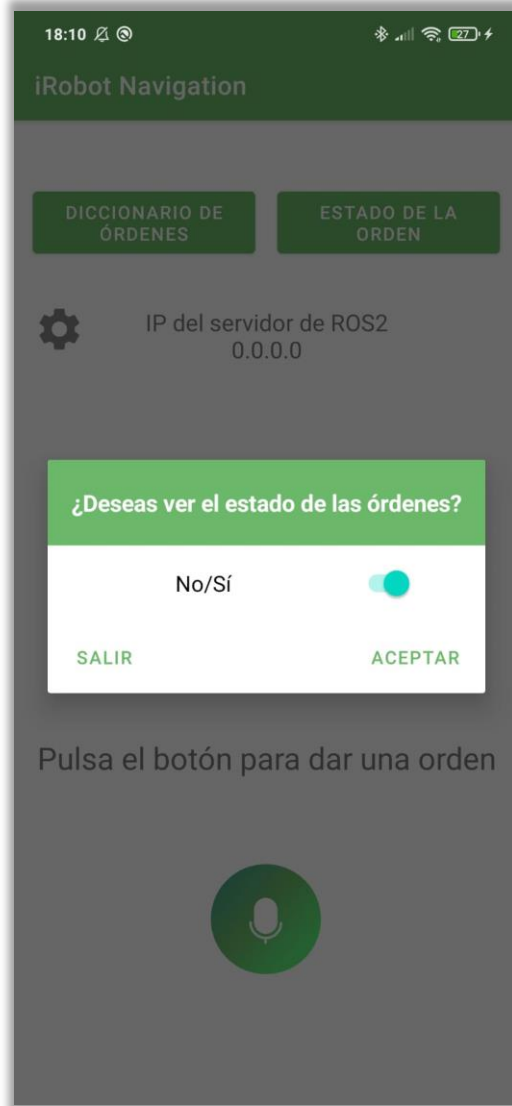 18:10
27
iRobot Navigation
DICCIONARIO DE
ÓRDENES
ESTADO DE LA
ORDEN
IP del servidor de ROS2
0.0.0.0
¿Deseas ver el estado de las órdenes?
No/Sí
SALIR
ACEPTAR
Pulsa el botón para dar una orden